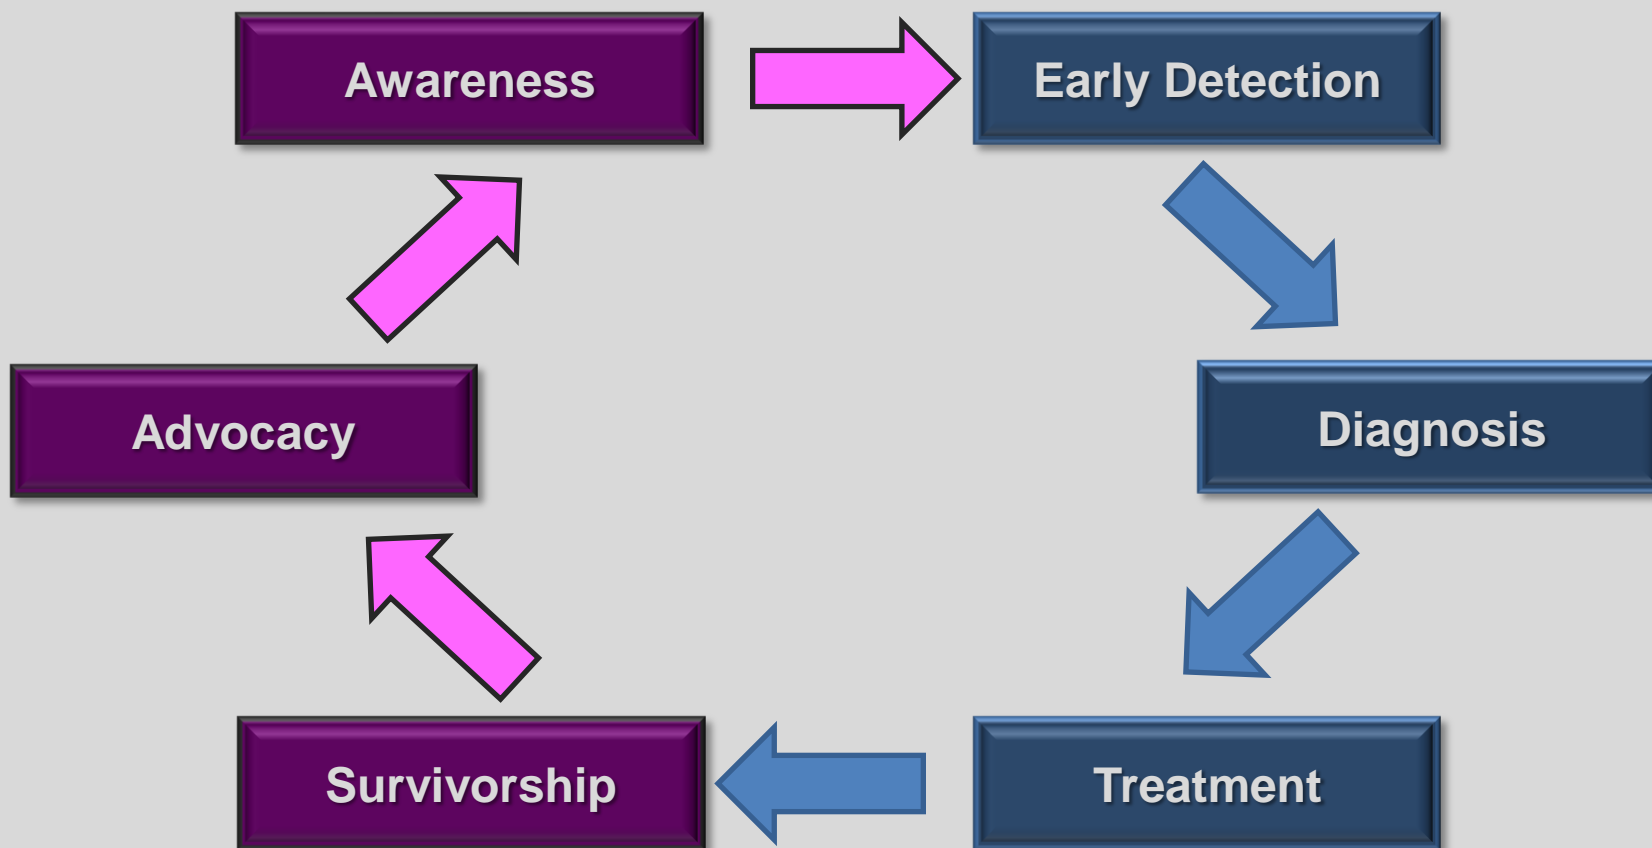 Awareness
Early Detection
Advocacy
Diagnosis
Survivorship
Treatment